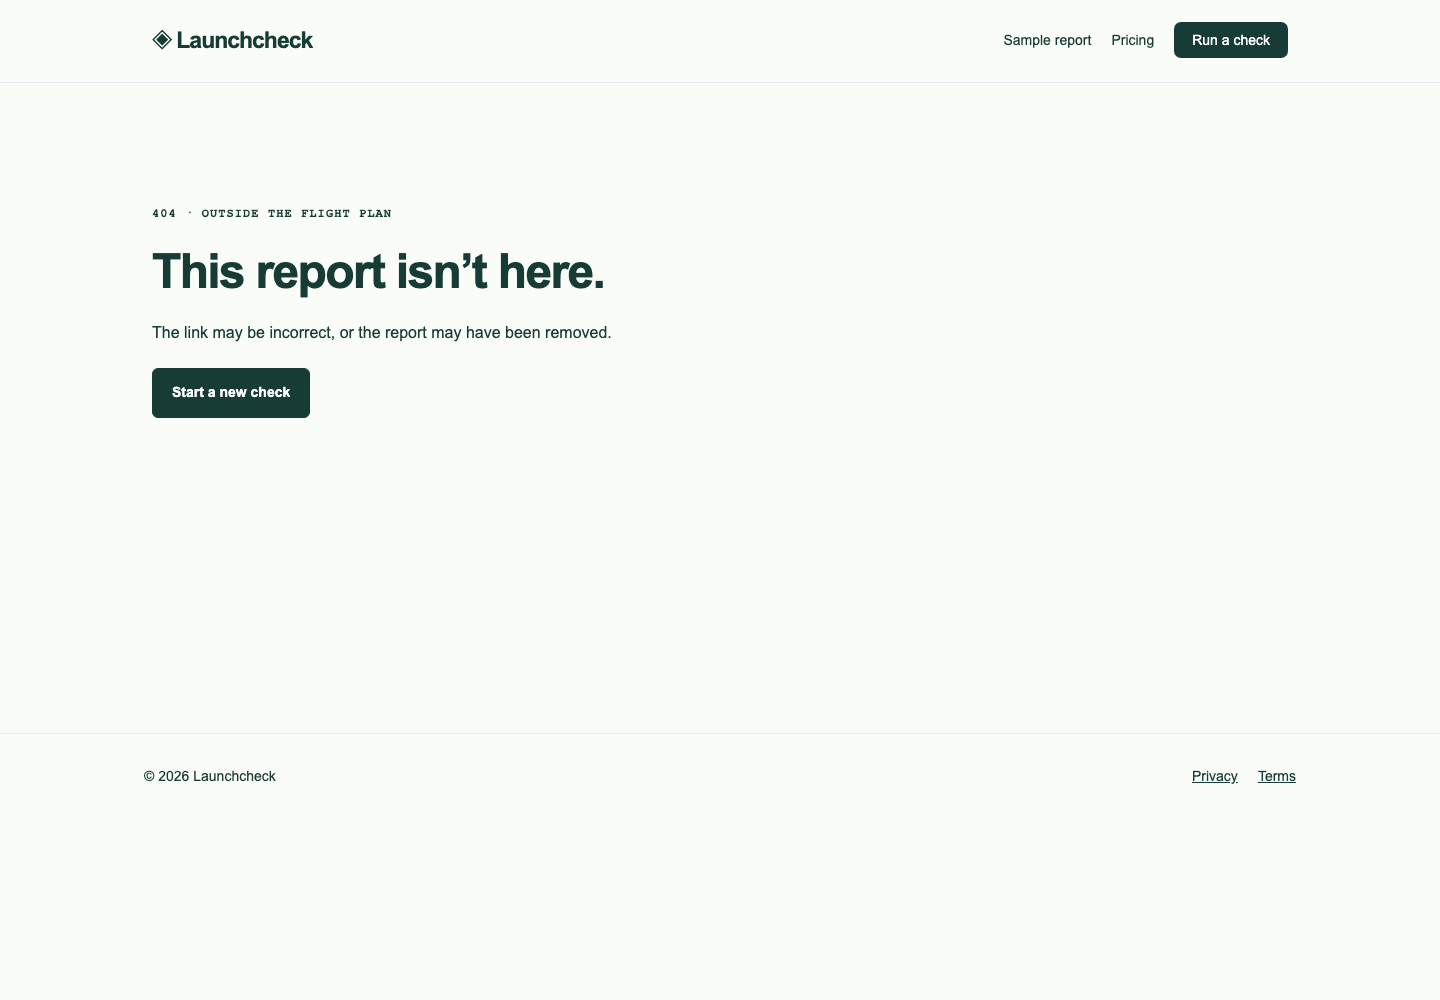 Launchcheck
Sample report
Pricing
Run a check
404 · OUTSIDE THE FLIGHT PLAN
This report isn’t here.
The link may be incorrect, or the report may have been removed.
Start a new check
© 2026 Launchcheck
Privacy
Terms